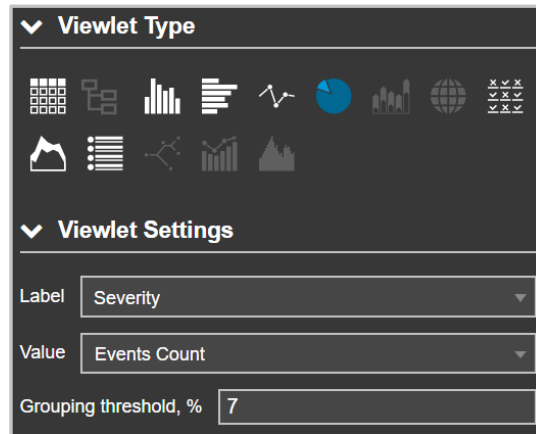 Viewlet Type
Viewlet Settings
Label Severity
Value Events Count
Grouping threshold, % 7